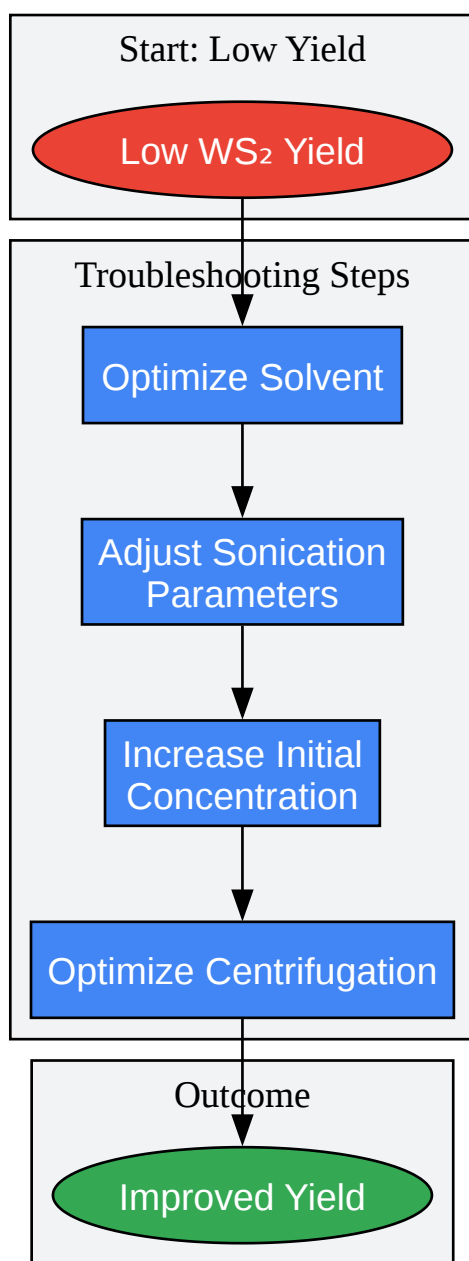 Start: Low Yield
Low WS₂ Yield
Troubleshooting Steps
Optimize Solvent
Adjust Sonication
Parameters
Increase Initial
Concentration
Optimize Centrifugation
Outcome
Improved Yield